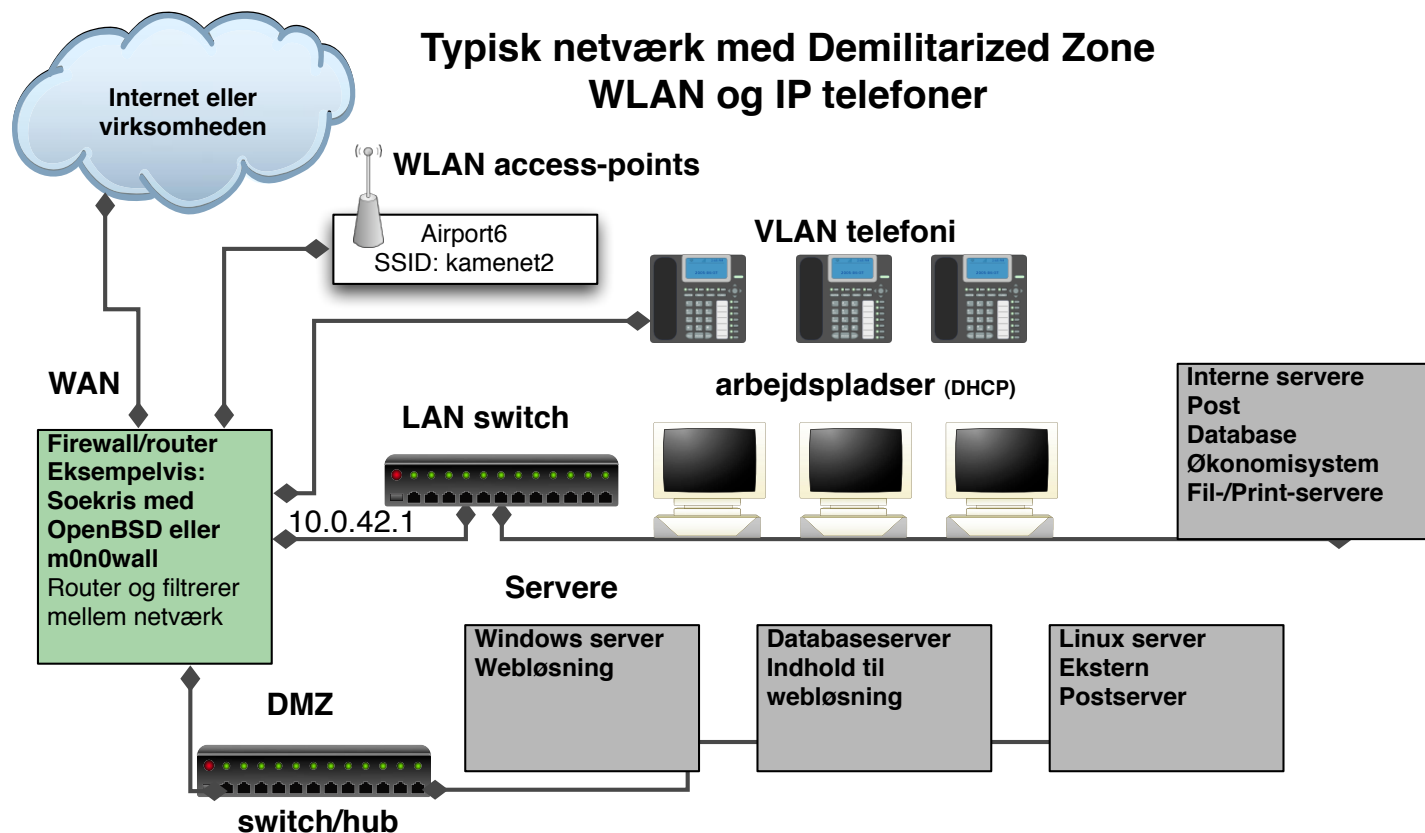 Typisk netværk med Demilitarized Zone
WLAN og IP telefoner
Internet eller
virksomheden
WLAN access-points
Airport6
SSID: kamenet2
VLAN telefoni
WAN
LAN switch
arbejdspladser (DHCP)
Interne servere
Post
Database
Økonomisystem
Fil-/Print-servere
Firewall/router
Eksempelvis:
Soekris med
OpenBSD eller
m0n0wall
Router og filtrerer
mellem netværk
10.0.42.1
Servere
Windows server
Webløsning
Databaseserver
Indhold til
webløsning
Linux server
Ekstern
Postserver
DMZ
switch/hub